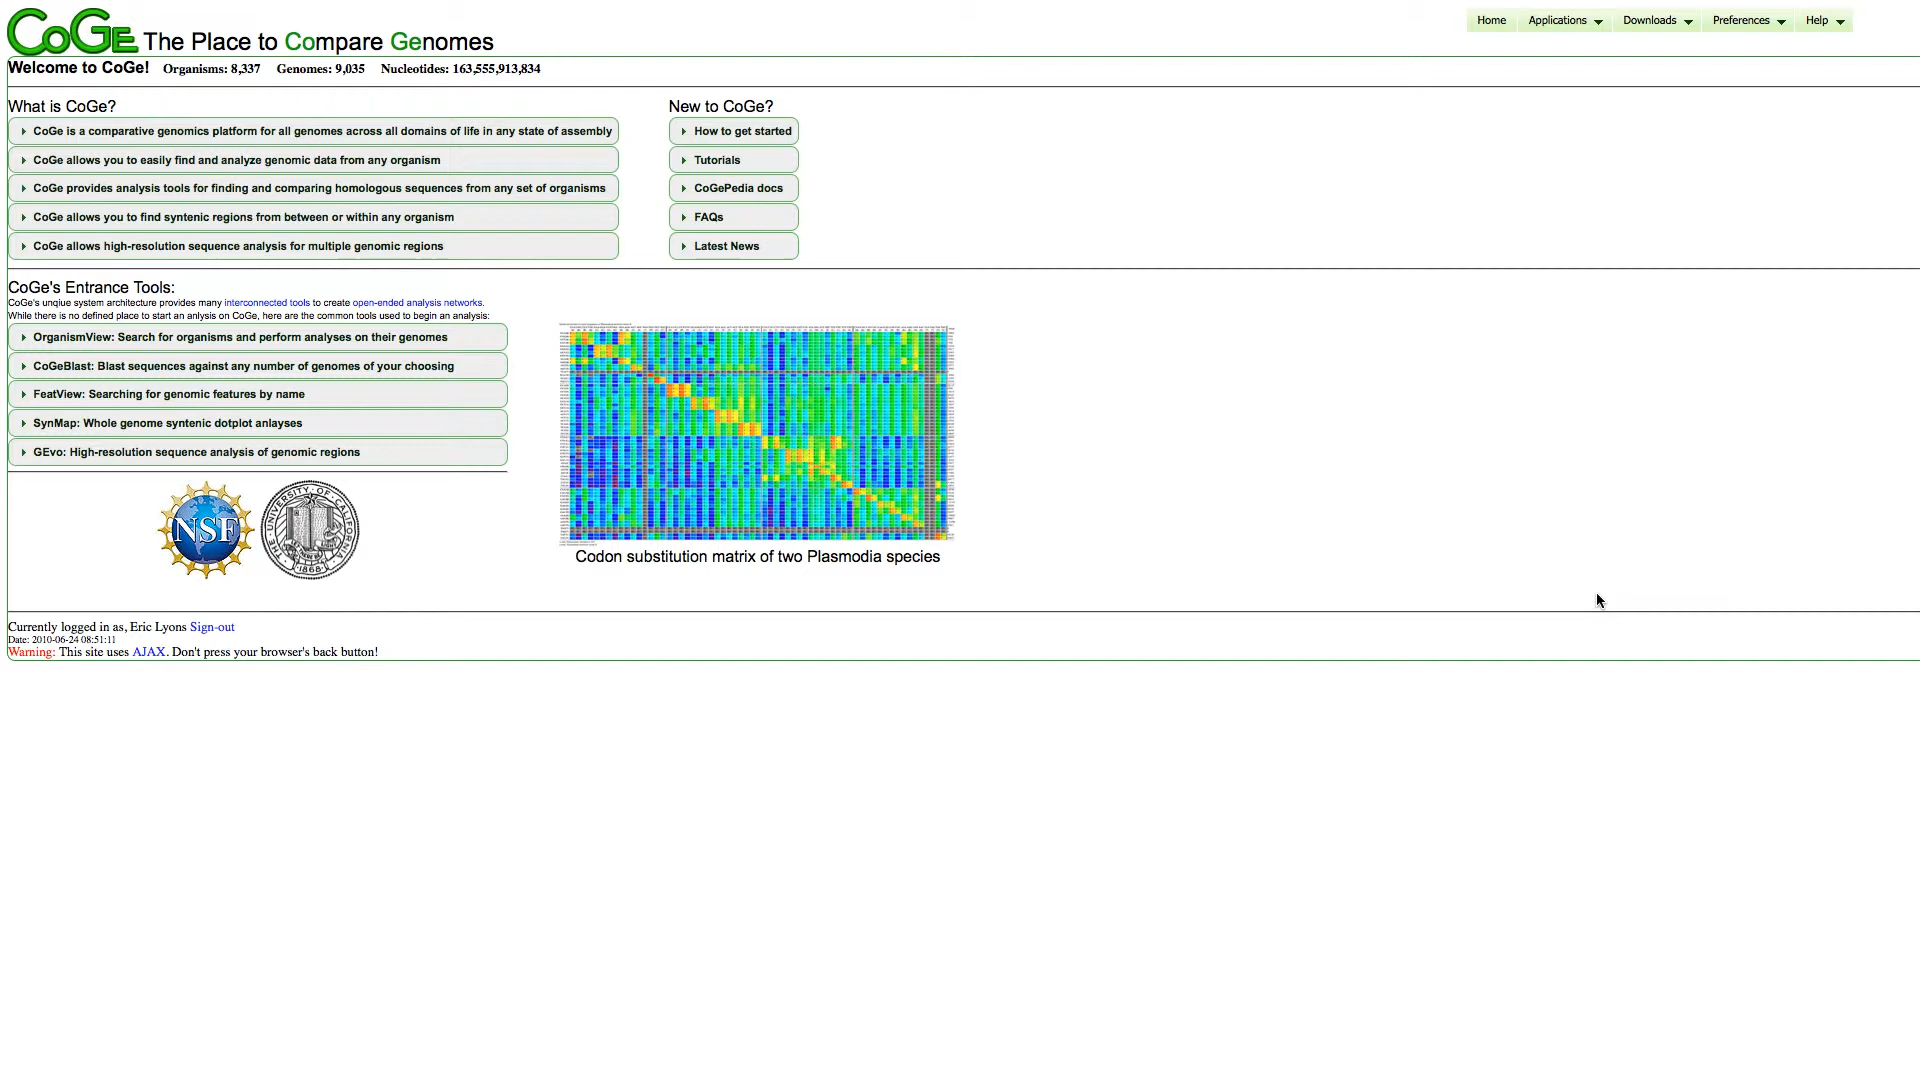 CoGe The Place to Compare Genomes
Home Applications Downloads Preferences Help
Welcome to CoGe! Organisms: 8,337 Genomes: 9,035 Nucleotides: 163,555,913,834
What is CoGe?
CoGe is a comparative genomics platform for all genomes across all domains of life in any state of assembly
CoGe allows you to easily find and analyze genomic data from any organism
CoGe provides analysis tools for finding and comparing homologous sequences from any set of organisms
CoGe allows you to find syntenic regions from between or within any organism
CoGe allows high-resolution sequence analysis for multiple genomic regions
New to CoGe?
How to get started
Tutorials
CoGePedia docs
FAQs
Latest News
CoGe's Entrance Tools:
CoGe's unqiue system architecture provides many interconnected tools to create open-ended analysis networks.
While there is no defined place to start an anlysis on CoGe, here are the common tools used to begin an analysis:
OrganismView: Search for organisms and perform analyses on their genomes
CoGeBlast: Blast sequences against any number of genomes of your choosing
FeatView: Searching for genomic features by name
SynMap: Whole genome syntenic dotplot anlayses
GEvo: High-resolution sequence analysis of genomic regions
NSF
THE UNIVERSITY OF CALIFORNIA
1868
Codon substitution matrix of two Plasmodia species
Currently logged in as, Eric Lyons Sign-out
Date: 2010-06-24 08:51:11
Warning: This site uses AJAX. Don't press your browser's back button!